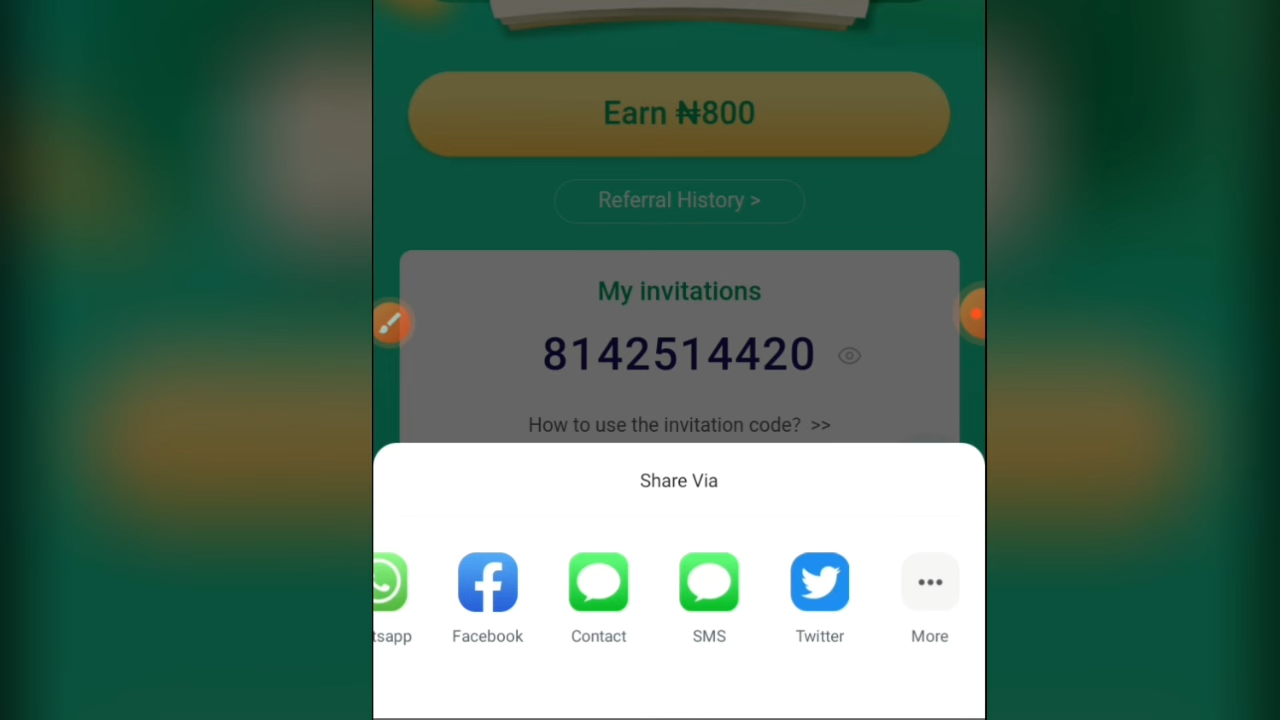 Earn ₦800
Referral History >
My invitations
8142514420
How to use the invitation code? >>
Share Via
tsapp Facebook Contact SMS Twitter More